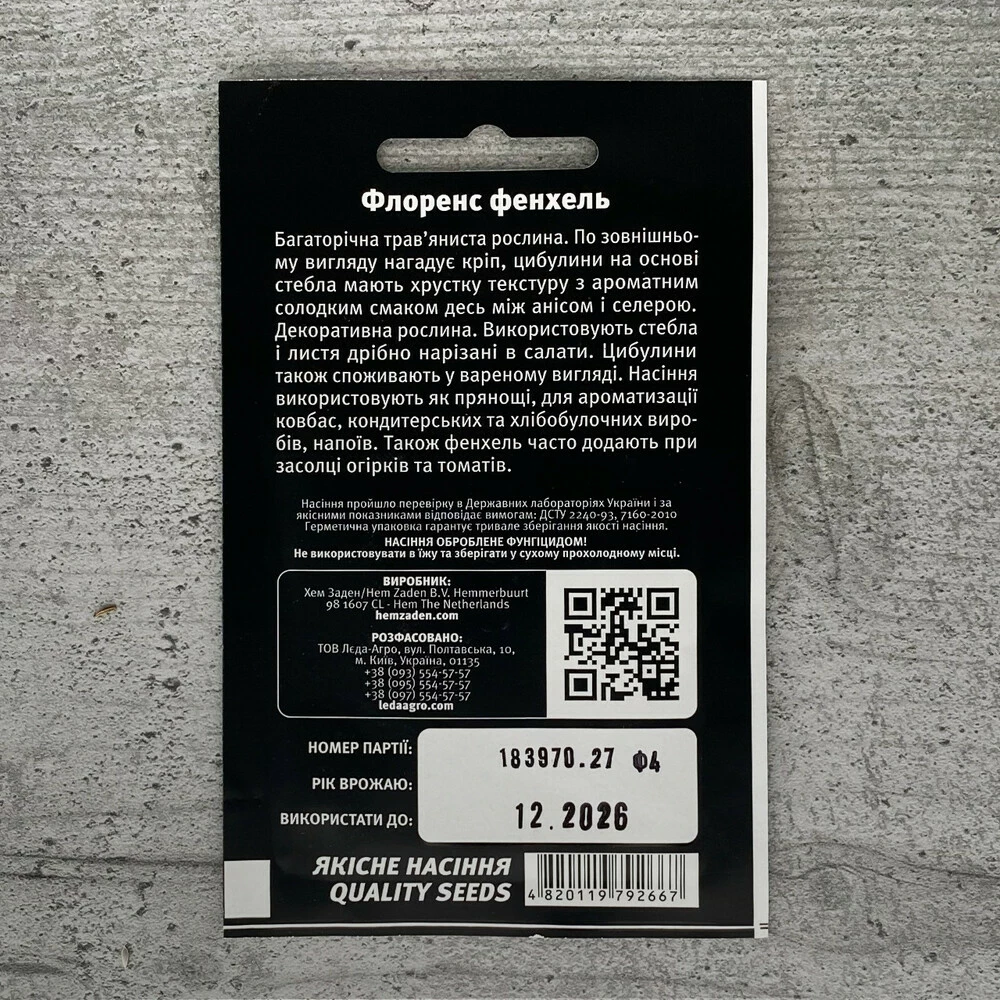 Флоренс фенхель
Багаторічна трав’яниста рослина. По зовнішньо-
му вигляду нагадує кріп, цибулини на основі
стебла мають хрустку текстуру з ароматним
солодким смаком десь між анісом і селерою.
Декоративна рослина. Використовують стебла
і листя дрібно нарізані в салати. Цибулини
також споживають у вареному вигляді. Насіння
використовують як прянощі, для ароматизації
ковбас, кондитерських та хлібобулочних виро-
бів, напоїв. Також фенхель часто додають при
засолці огірків та томатів.
Насіння пройшло перевірку в Державних лабораторіях України і за
якісними показниками відповідає вимогам: ДСТУ 2240-93, 7160-2010
Герметична упаковка гарантує тривале зберігання якості насіння.
НАСІННЯ ОБРОБЛЕНЕ ФУНГІЦИДОМ!
Не використовувати в їжу та зберігати у сухому прохолодному місці.
ВИРОБНИК:
Хем Заден/Hem Zaden B.V. Hemmerbuurt
98 1607 CL - Hem The Netherlands
hemzaden.com
РОЗФАСОВАНО:
ТОВ Лєда-Агро, вул. Полтавська, 10,
м. Київ, Україна, 01135
+38 (093) 554-57-57
+38 (095) 554-57-57
+38 (097) 554-57-57
ledaagro.com
НОМЕР ПАРТІЇ: 183970.27 Ф4
РІК ВРОЖАЮ:
ВИКОРИСТАТИ ДО: 12.2026
ЯКІСНЕ НАСІННЯ
QUALITY SEEDS
4 820119 792667